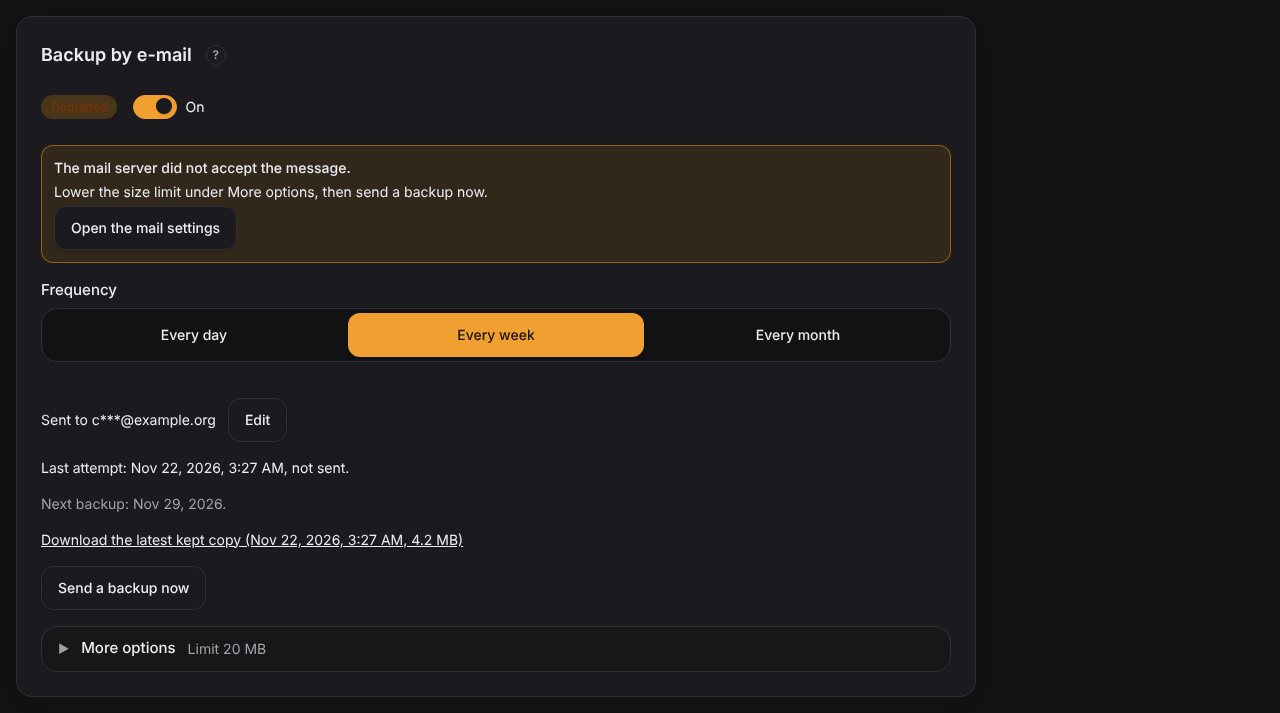 Backup by e-mail ?
Degraded On
The mail server did not accept the message.
Lower the size limit under More options, then send a backup now.
Open the mail settings
Frequency
Every day Every week Every month
Sent to c***@example.org Edit
Last attempt: Nov 22, 2026, 3:27 AM, not sent.
Next backup: Nov 29, 2026.
Download the latest kept copy (Nov 22, 2026, 3:27 AM, 4.2 MB)
Send a backup now
More options Limit 20 MB